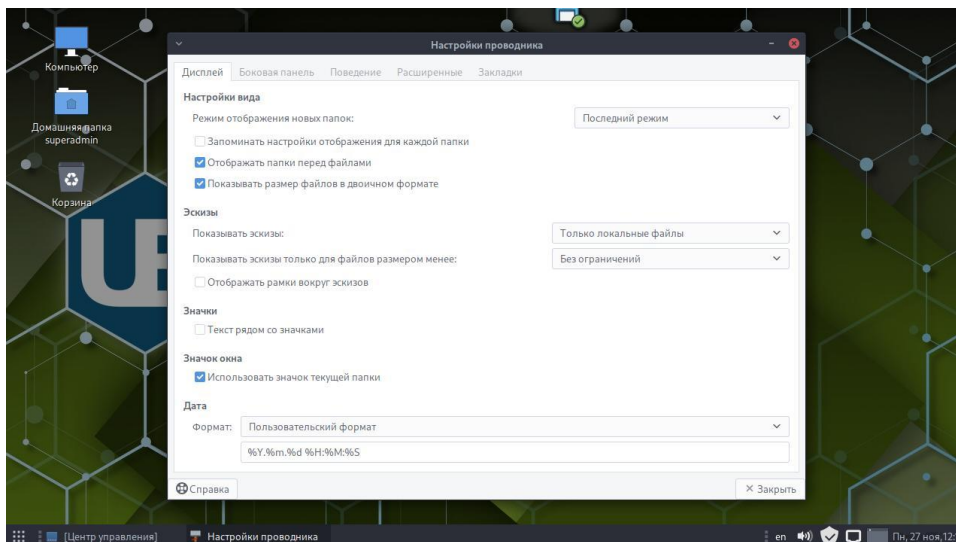 Компьютер
Домашняя папка
superadmin
Корзина
UB
Настройки проводника
Дисплей Боковая панель Поведение Расширенные Закладки
Настройки вида
Режим отображения новых папок: Последний режим
Запоминать настройки отображения для каждой папки
Отображать папки перед файлами
Показывать размер файлов в двоичном формате
Эскизы
Показывать эскизы: Только локальные файлы
Показывать эскизы только для файлов размером менее: Без ограничений
Отображать рамки вокруг эскизов
Значки
Текст рядом со значками
Значок окна
Использовать значок текущей папки
Дата
Формат: Пользовательский формат
%Y.%m.%d %H:%M:%S
Справка Закрыть
[Центр управления] Настройки проводника en Пн, 27 ноя,12: